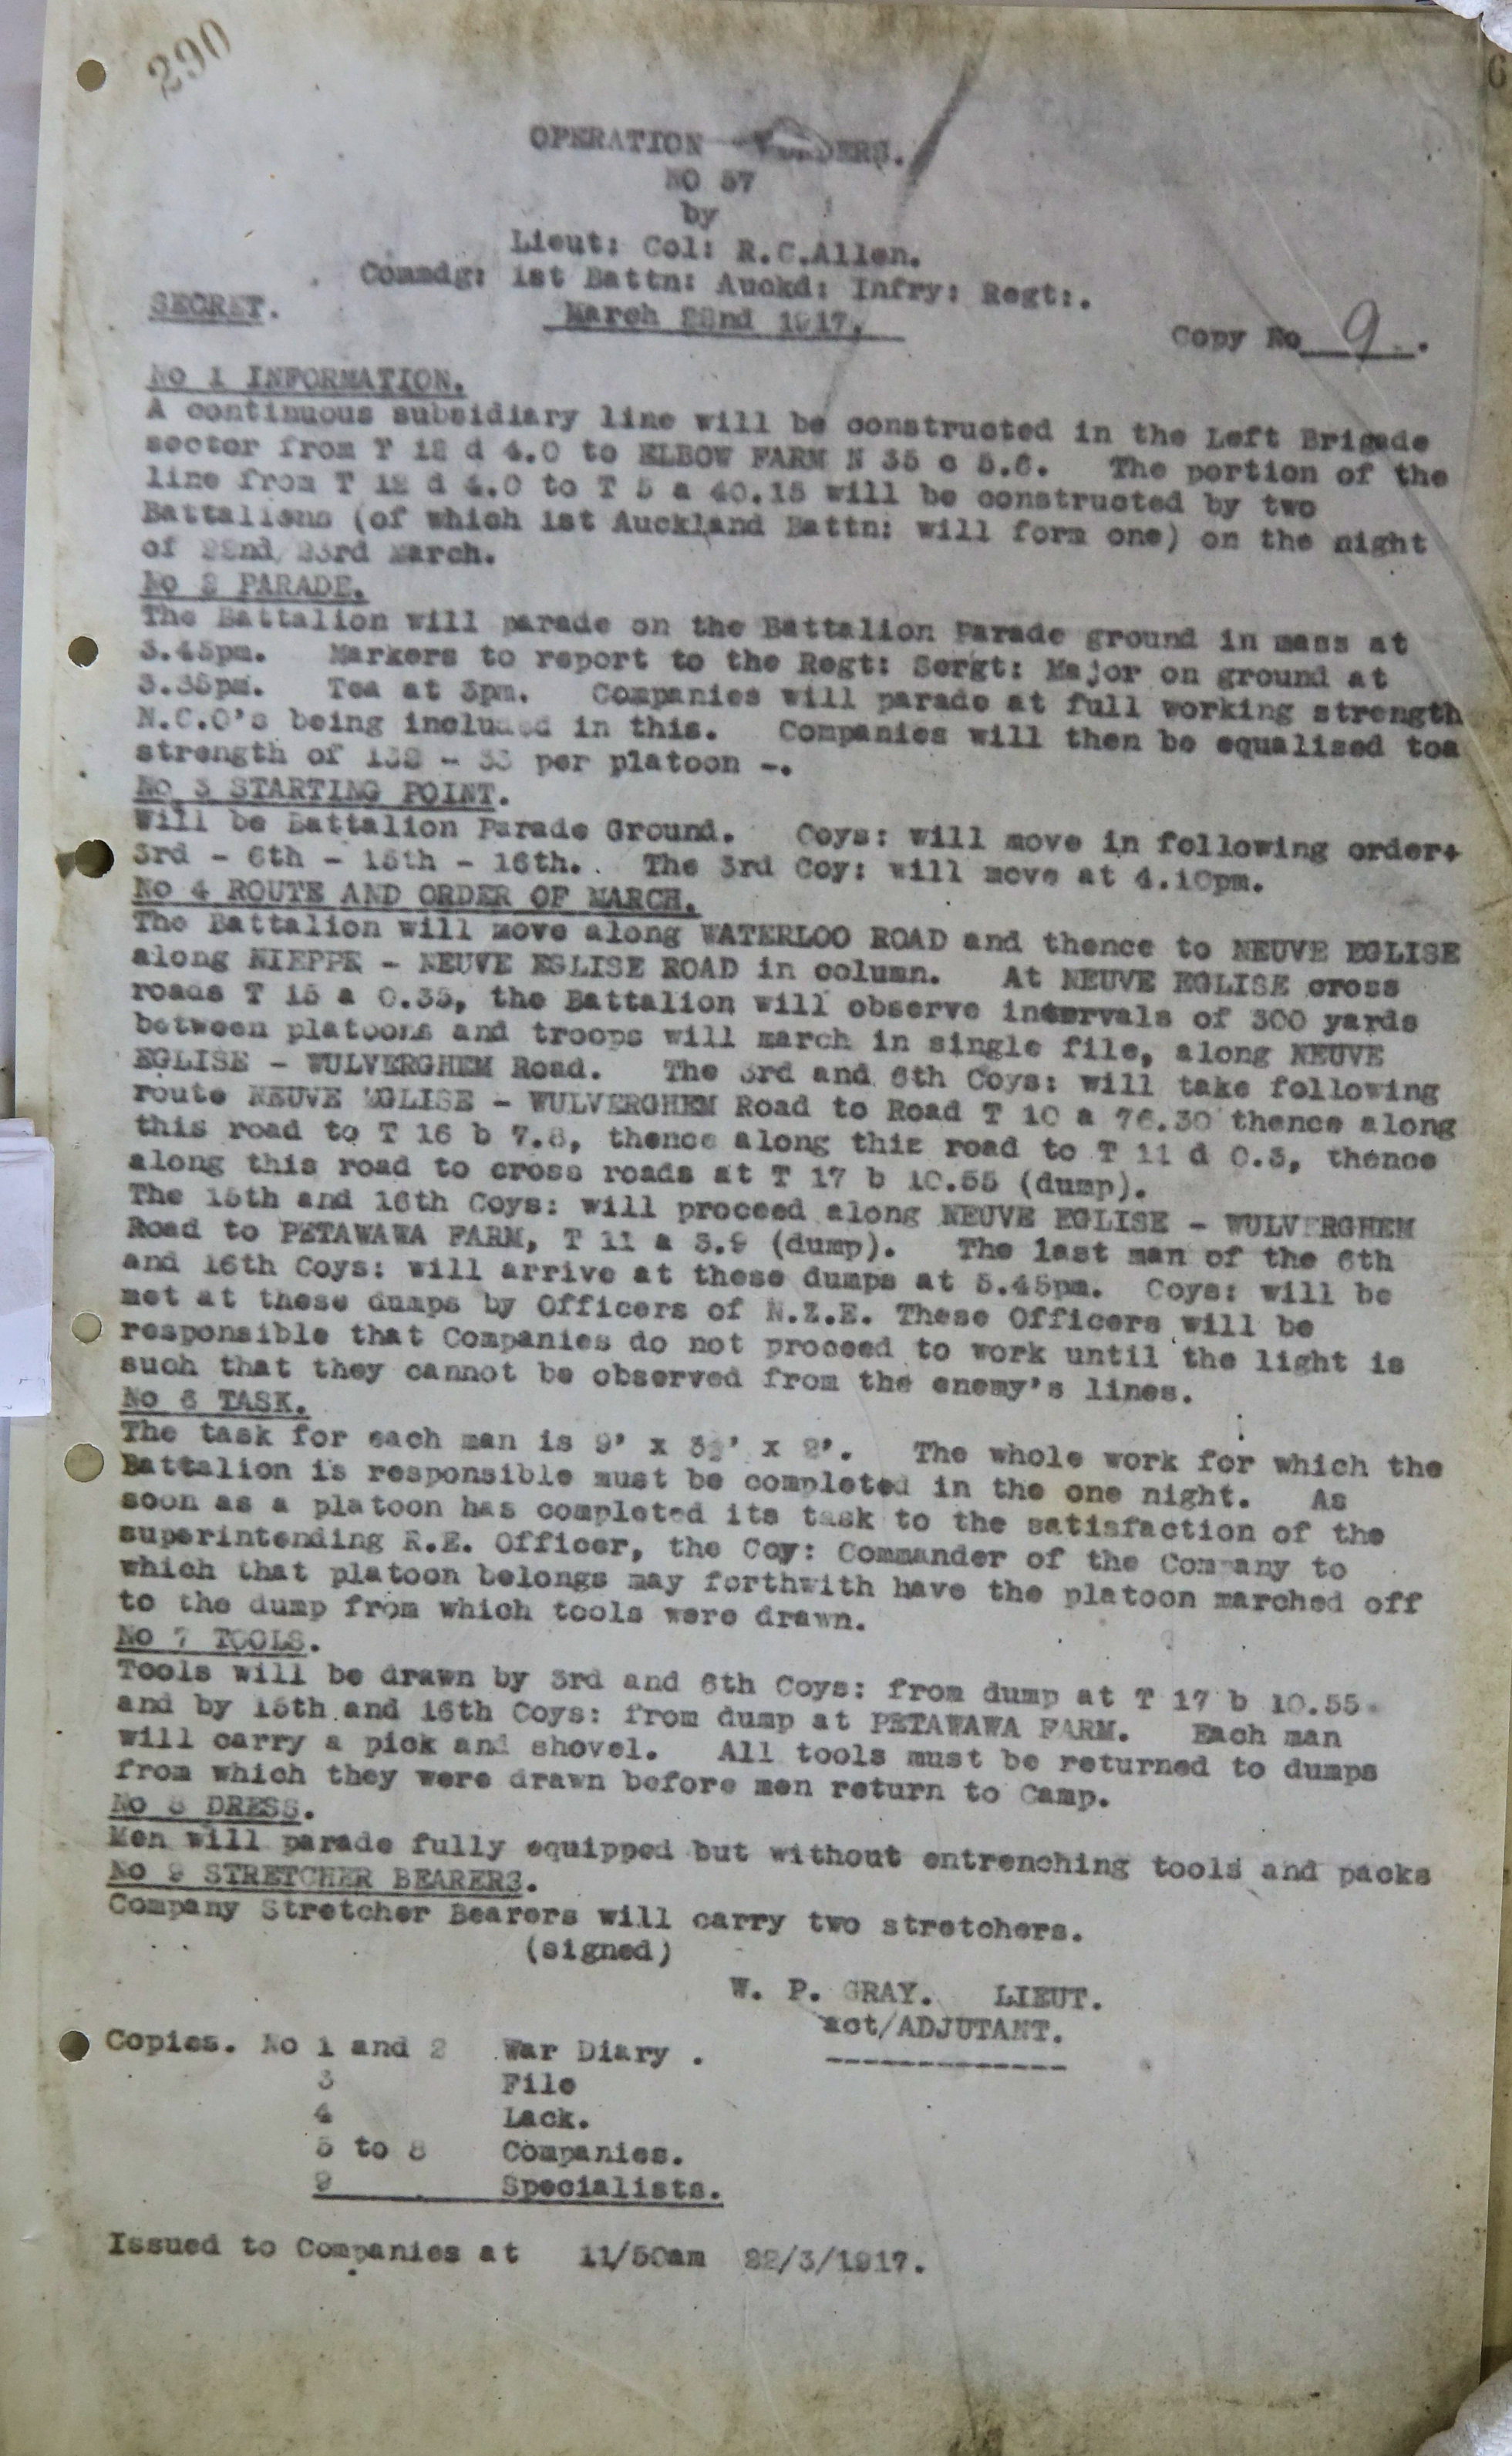 290
OPERATION ORDERS.
NO 57
by
Lieut: Col: R.C.Allen.
Commdg: 1st Battn: Auckd: Infry: Regt:.
SECRET.
March 22nd 1917.
Copy No 9.
No 1 INFORMATION.
A continuous subsidiary line will be constructed in the Left Brigade
sector from T 12 d 4.0 to ELBOW FARM N 35 c 5.6. The portion of the
line from T 12 d 4.0 to T 5 a 40.15 will be constructed by two
Battalions (of which 1st Auckland Battn: will form one) on the night
of 22nd/23rd March.
No 2 PARADE.
The Battalion will parade on the Battalion Parade ground in mass at
3.45pm. Markers to report to the Regt: Sergt: Major on ground at
3.35pm. Tea at 3pm. Companies will parade at full working strength
N.C.O's being included in this. Companies will then be equalised toa
strength of 132 - 33 per platoon -.
No 3 STARTING POINT.
Will be Battalion Parade Ground. Coys: will move in following order+
3rd - 6th - 15th - 16th.. The 3rd Coy: will move at 4.10pm.
No 4 ROUTE AND ORDER OF MARCH.
The Battalion will move along WATERLOO ROAD and thence to NEUVE EGLISE
along NIEPPE - NEUVE EGLISE ROAD in column. At NEUVE EGLISE cross
roads T 15 a 0.35, the Battalion will observe intervals of 300 yards
between platoons and troops will march in single file, along NEUVE
EGLISE - WULVERGHEM Road. The 3rd and 6th Coys: will take following
route NEUVE EGLISE - WULVERGHEM Road to Road T 10 a 76.30 thence along
this road to T 16 b 7.8, thence along this road to T 11 d 0.3, thence
along this road to cross roads at T 17 b 10.55 (dump).
The 15th and 16th Coys: will proceed along NEUVE EGLISE - WULVERGHEM
Road to PETAWAWA FARM, T 11 a 3.9 (dump). The last man of the 6th
and 16th Coys: will arrive at these dumps at 5.45pm. Coys: will be
met at these dumps by Officers of N.Z.E. These Officers will be
responsible that Companies do not proceed to work until the light is
such that they cannot be observed from the enemy's lines.
No 6 TASK.
The task for each man is 9' x 3½' x 2'. The whole work for which the
Battalion is responsible must be completed in the one night. As
soon as a platoon has completed its task to the satisfaction of the
superintending R.E. Officer, the Coy: Commander of the Company to
which that platoon belongs may forthwith have the platoon marched off
to the dump from which tools were drawn.
No 7 TOOLS.
Tools will be drawn by 3rd and 6th Coys: from dump at T 17 b 10.55.
and by 15th and 16th Coys: from dump at PETAWAWA FARM. Each man
will carry a pick and shovel. All tools must be returned to dumps
from which they were drawn before men return to Camp.
No 8 DRESS.
Men will parade fully equipped but without entrenching tools and packs
No 9 STRETCHER BEARERS.
Company Stretcher Bearers will carry two stretchers.
(signed)
W. P. GRAY. LIEUT.
act/ADJUTANT.
Copies. No 1 and 2 War Diary .
3 File
4 Lack.
5 to 8 Companies.
9 Specialists.
Issued to Companies at 11/50am 22/3/1917.